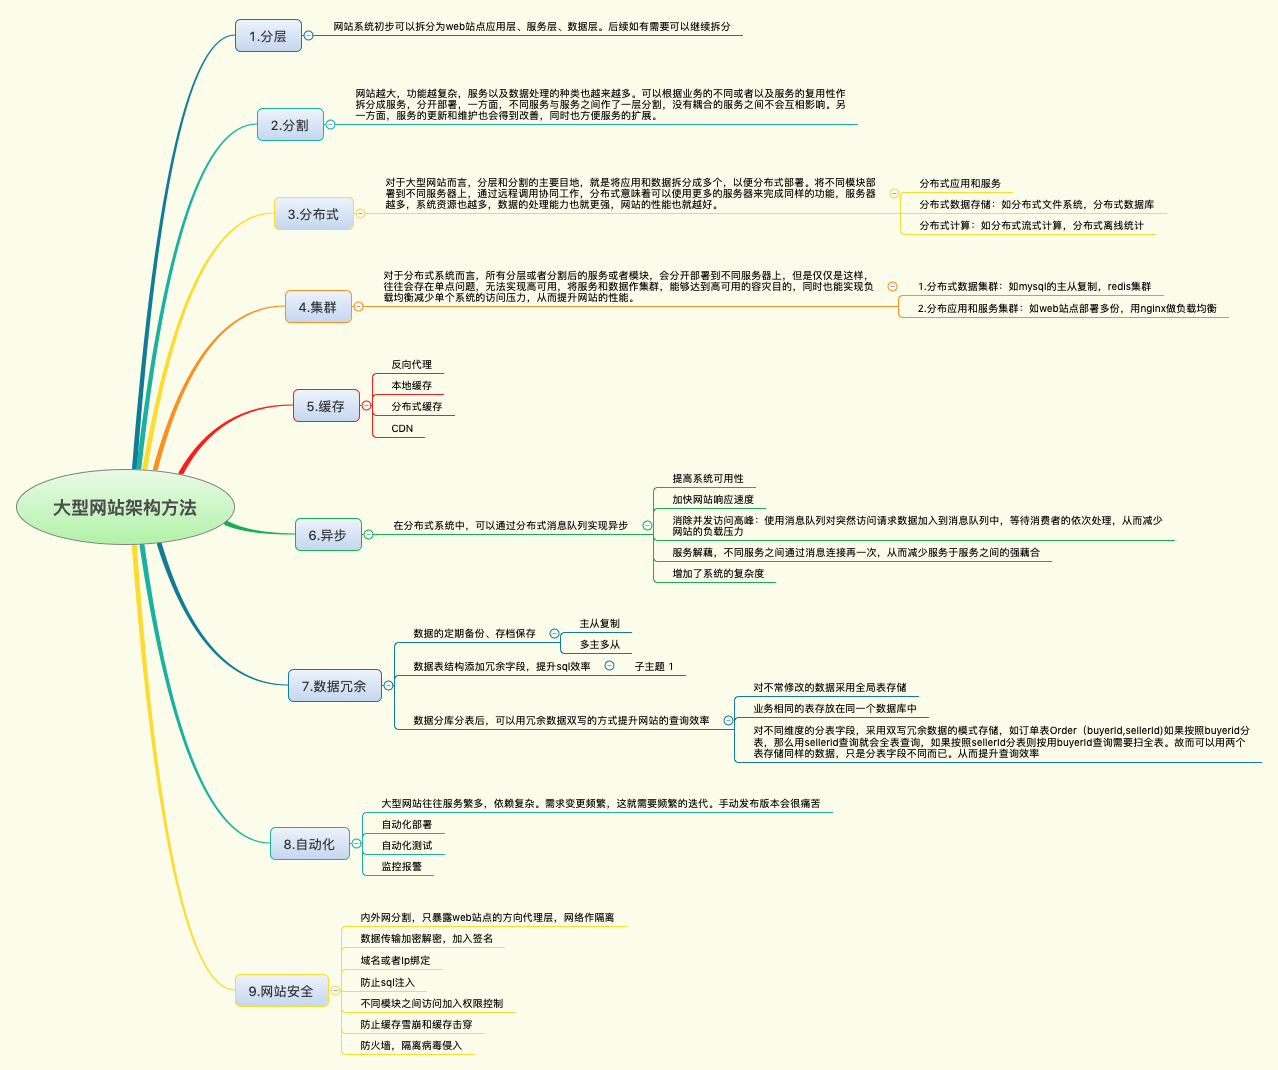 大型网站架构方法
1.分层
网站系统初步可以拆分为web站点应用层、服务层、数据层。后续如有需要可以继续拆分
2.分割
网站越大，功能越复杂，服务以及数据处理的种类也越来越多。可以根据业务的不同或者以及服务的复用性作
拆分成服务，分开部署，一方面，不同服务与服务之间作了一层分割，没有耦合的服务之间不会互相影响。另
一方面，服务的更新和维护也会得到改善，同时也方便服务的扩展。
3.分布式
对于大型网站而言，分层和分割的主要目地，就是将应用和数据拆分成多个，以便分布式部署。将不同模块部
署到不同服务器上，通过远程调用协同工作，分布式意味着可以使用更多的服务器来完成同样的功能，服务器
越多，系统资源也越多，数据的处理能力也就更强，网站的性能也就越好。
分布式应用和服务
分布式数据存储：如分布式文件系统，分布式数据库
分布式计算：如分布式流式计算，分布式离线统计
4.集群
对于分布式系统而言，所有分层或者分割后的服务或者模块，会分开部署到不同服务器上，但是仅仅是这样，
往往会存在单点问题，无法实现高可用，将服务和数据作集群，能够达到高可用的容灾目的，同时也能实现负
载均衡减少单个系统的访问压力，从而提升网站的性能。
1.分布式数据集群：如mysql的主从复制，redis集群
2.分布应用和服务集群：如web站点部署多份，用nginx做负载均衡
5.缓存
反向代理
本地缓存
分布式缓存
CDN
6.异步
在分布式系统中，可以通过分布式消息队列实现异步
提高系统可用性
加快网站响应速度
消除并发访问高峰：使用消息队列对突然访问请求数据加入到消息队列中，等待消费者的依次处理，从而减少
网站的负载压力
服务解藕，不同服务之间通过消息连接再一次，从而减少服务于服务之间的强藕合
增加了系统的复杂度
7.数据冗余
数据的定期备份、存档保存
主从复制
多主多从
数据表结构添加冗余字段，提升sql效率
子主题 1
数据分库分表后，可以用冗余数据双写的方式提升网站的查询效率
对不常修改的数据采用全局表存储
业务相同的表存放在同一个数据库中
对不同维度的分表字段，采用双写冗余数据的模式存储，如订单表Order（buyerId,sellerId)如果按照buyerid分
表，那么用sellerid查询就会全表查询，如果按照sellerId分表则按用buyerId查询需要扫全表。故而可以用两个
表存储同样的数据，只是分表字段不同而已。从而提升查询效率
8.自动化
大型网站往往服务繁多，依赖复杂。需求变更频繁，这就需要频繁的迭代。手动发布版本会很痛苦
自动化部署
自动化测试
监控报警
9.网站安全
内外网分割，只暴露web站点的方向代理层，网络作隔离
数据传输加密解密，加入签名
域名或者Ip绑定
防止sql注入
不同模块之间访问加入权限控制
防止缓存雪崩和缓存击穿
防火墙，隔离病毒侵入